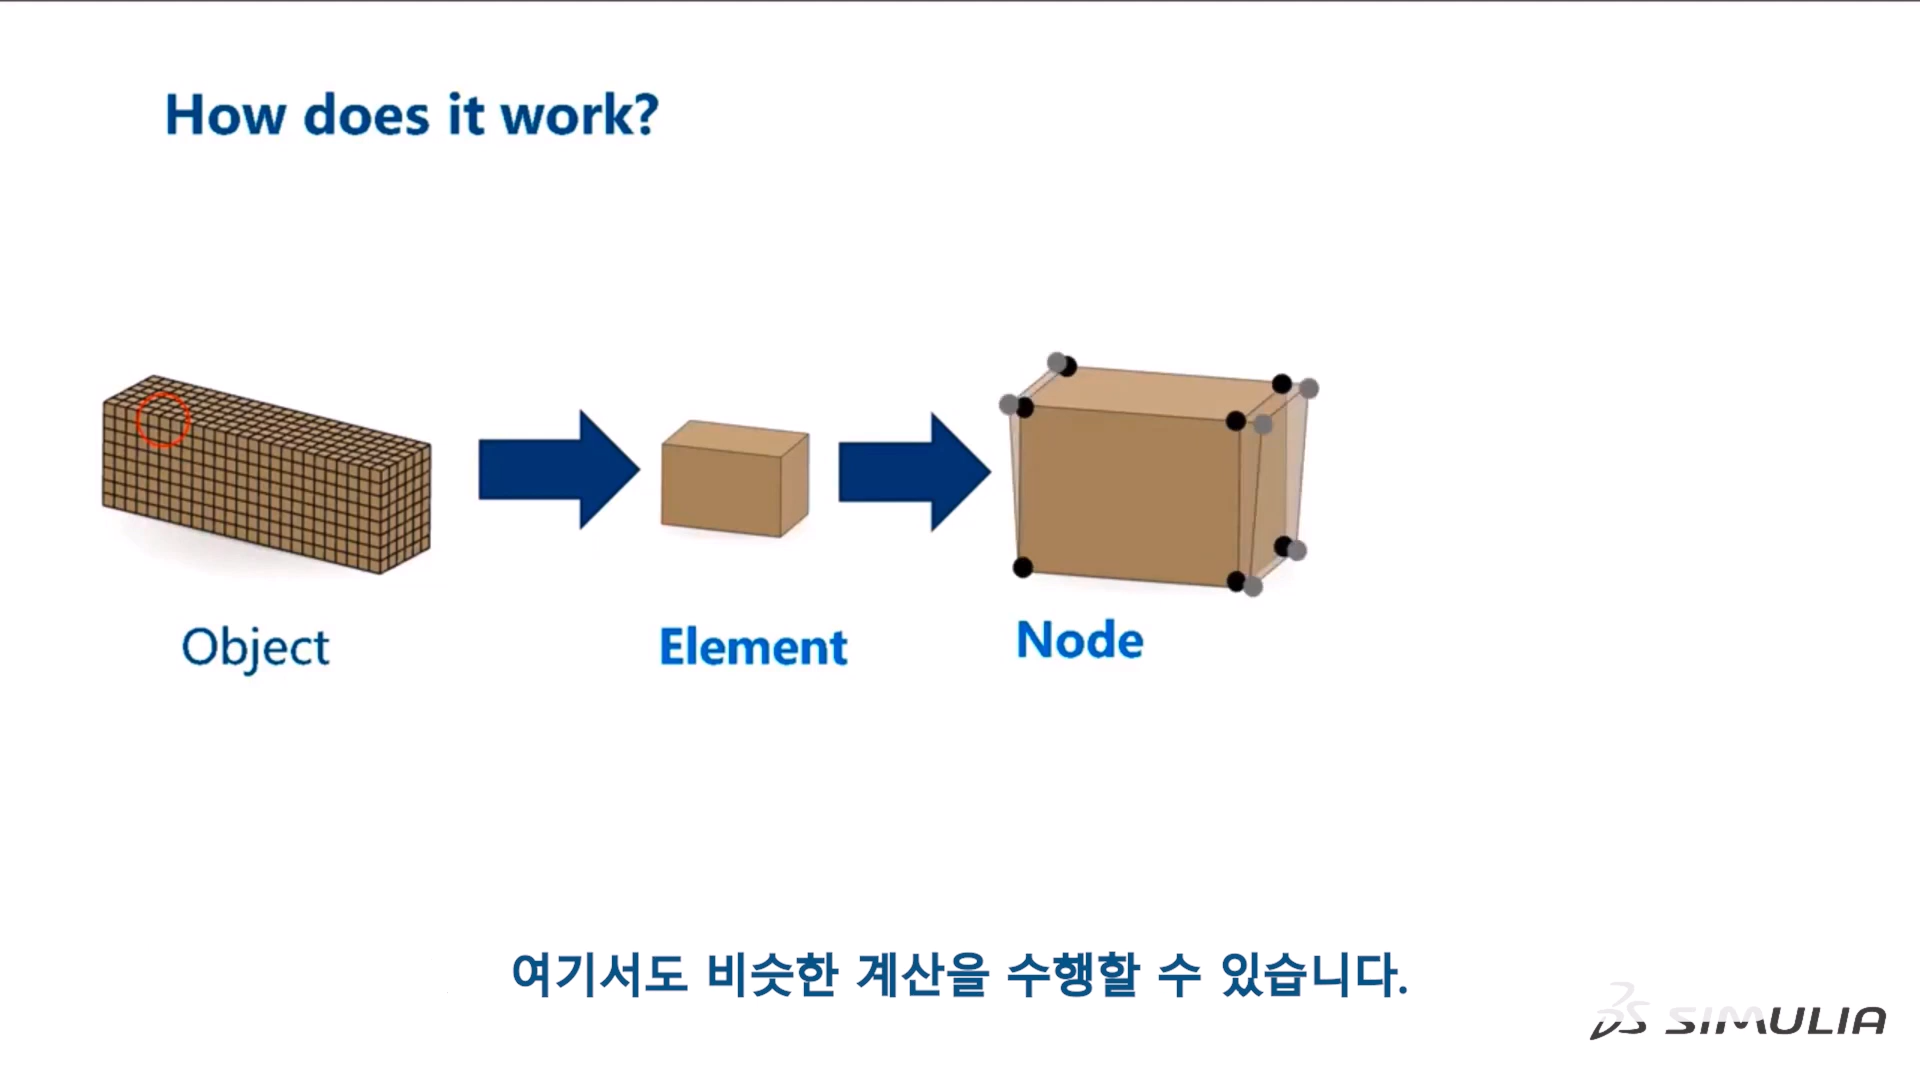 How does it work?
Object
Element
Node
여기서도 비슷한 계산을 수행할 수 있습니다.
SIMULIA